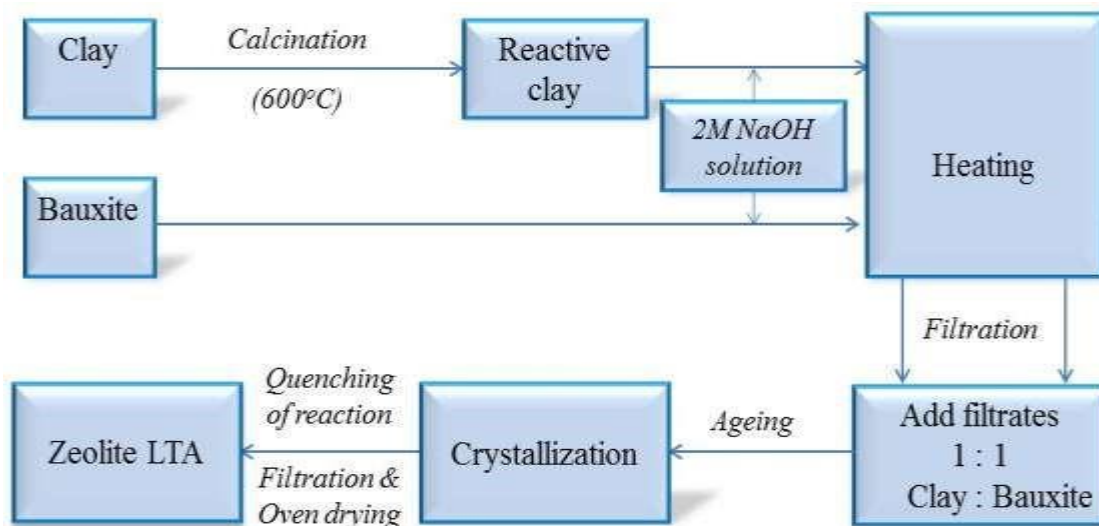 Clay
Calcination
(600°C)
Reactive
clay
2M NaOH
solution
Heating
Bauxite
Filtration
Add filtrates
1 : 1
Clay : Bauxite
Ageing
Crystallization
Quenching
of reaction
Filtration &
Oven drying
Zeolite LTA